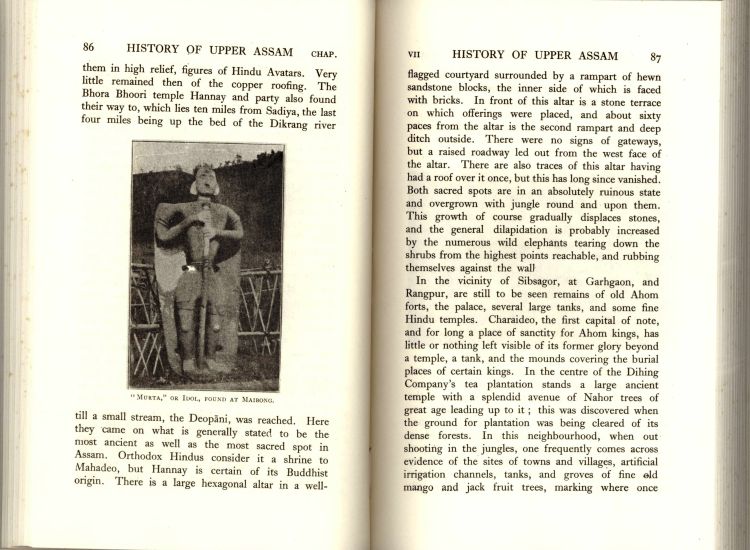 86 HISTORY OF UPPER ASSAM CHAP.
them in high relief, figures of Hindu Avatars. Very
little remained then of the copper roofing. The
Bhora Bhoori temple Hannay and party also found
their way to, which lies ten miles from Sadiya, the last
four miles being up the bed of the Dikrang river
"MURTA," OR IDOL, FOUND AT MAIBONG.
till a small stream, the Deopāni, was reached. Here
they came on what is generally stated to be the
most ancient as well as the most sacred spot in
Assam. Orthodox Hindus consider it a shrine to
Mahadeo, but Hannay is certain of its Buddhist
origin. There is a large hexagonal altar in a well-
VII HISTORY OF UPPER ASSAM 87
flagged courtyard surrounded by a rampart of hewn
sandstone blocks, the inner side of which is faced
with bricks. In front of this altar is a stone terrace
on which offerings were placed, and about sixty
paces from the altar is the second rampart and deep
ditch outside. There were no signs of gateways,
but a raised roadway led out from the west face of
the altar. There are also traces of this altar having
had a roof over it once, but this has long since vanished.
Both sacred spots are in an absolutely ruinous state
and overgrown with jungle round and upon them.
This growth of course gradually displaces stones,
and the general dilapidation is probably increased
by the numerous wild elephants tearing down the
shrubs from the highest points reachable, and rubbing
themselves against the wall
In the vicinity of Sibsagor, at Garhgaon, and
Rangpur, are still to be seen remains of old Ahom
forts, the palace, several large tanks, and some fine
Hindu temples. Charaideo, the first capital of note,
and for long a place of sanctity for Ahom kings, has
little or nothing left visible of its former glory beyond
a temple, a tank, and the mounds covering the burial
places of certain kings. In the centre of the Dihing
Company's tea plantation stands a large ancient
temple with a splendid avenue of Nahor trees of
great age leading up to it; this was discovered when
the ground for plantation was being cleared of its
dense forests. In this neighbourhood, when out
shooting in the jungles, one frequently comes across
evidence of the sites of towns and villages, artificial
irrigation channels, tanks, and groves of fine old
mango and jack fruit trees, marking where once